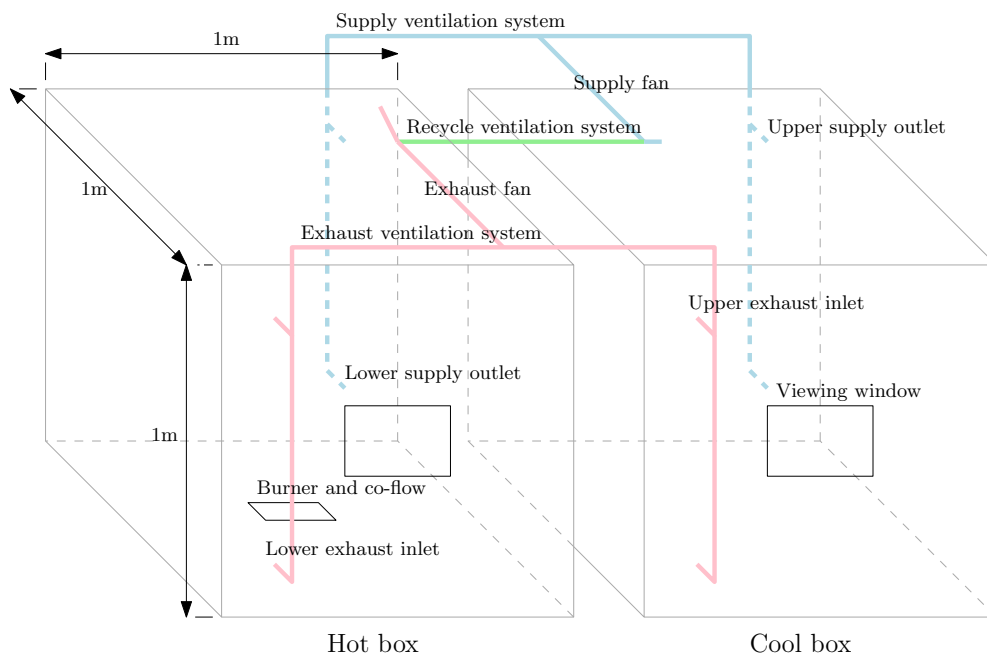 Supply ventilation system
1m
Supply fan
Recycle ventilation system
Upper supply outlet
1m
Exhaust fan
Exhaust ventilation system
Upper exhaust inlet
Lower supply outlet
Viewing window
1m
Burner and co-flow
Lower exhaust inlet
Hot box
Cool box